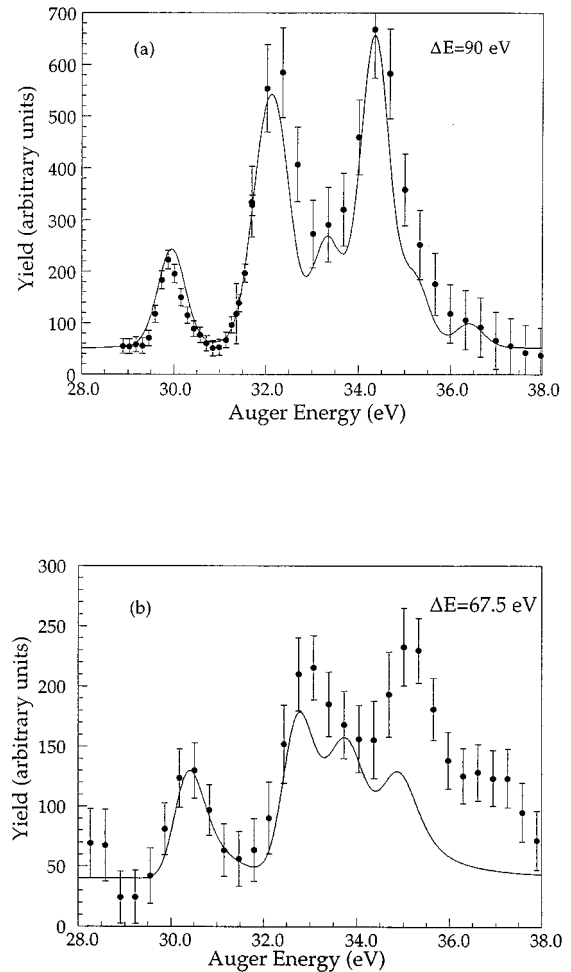 700
(a)
ΔE=90 eV
600
500
400
300
200
100
0
Yield (arbitrary units)
28.0 30.0 32.0 34.0 36.0 38.0
Auger Energy (eV)
300
(b)
ΔE=67.5 eV
250
200
150
100
50
0
Yield (arbitrary units)
28.0 30.0 32.0 34.0 36.0 38.0
Auger Energy (eV)